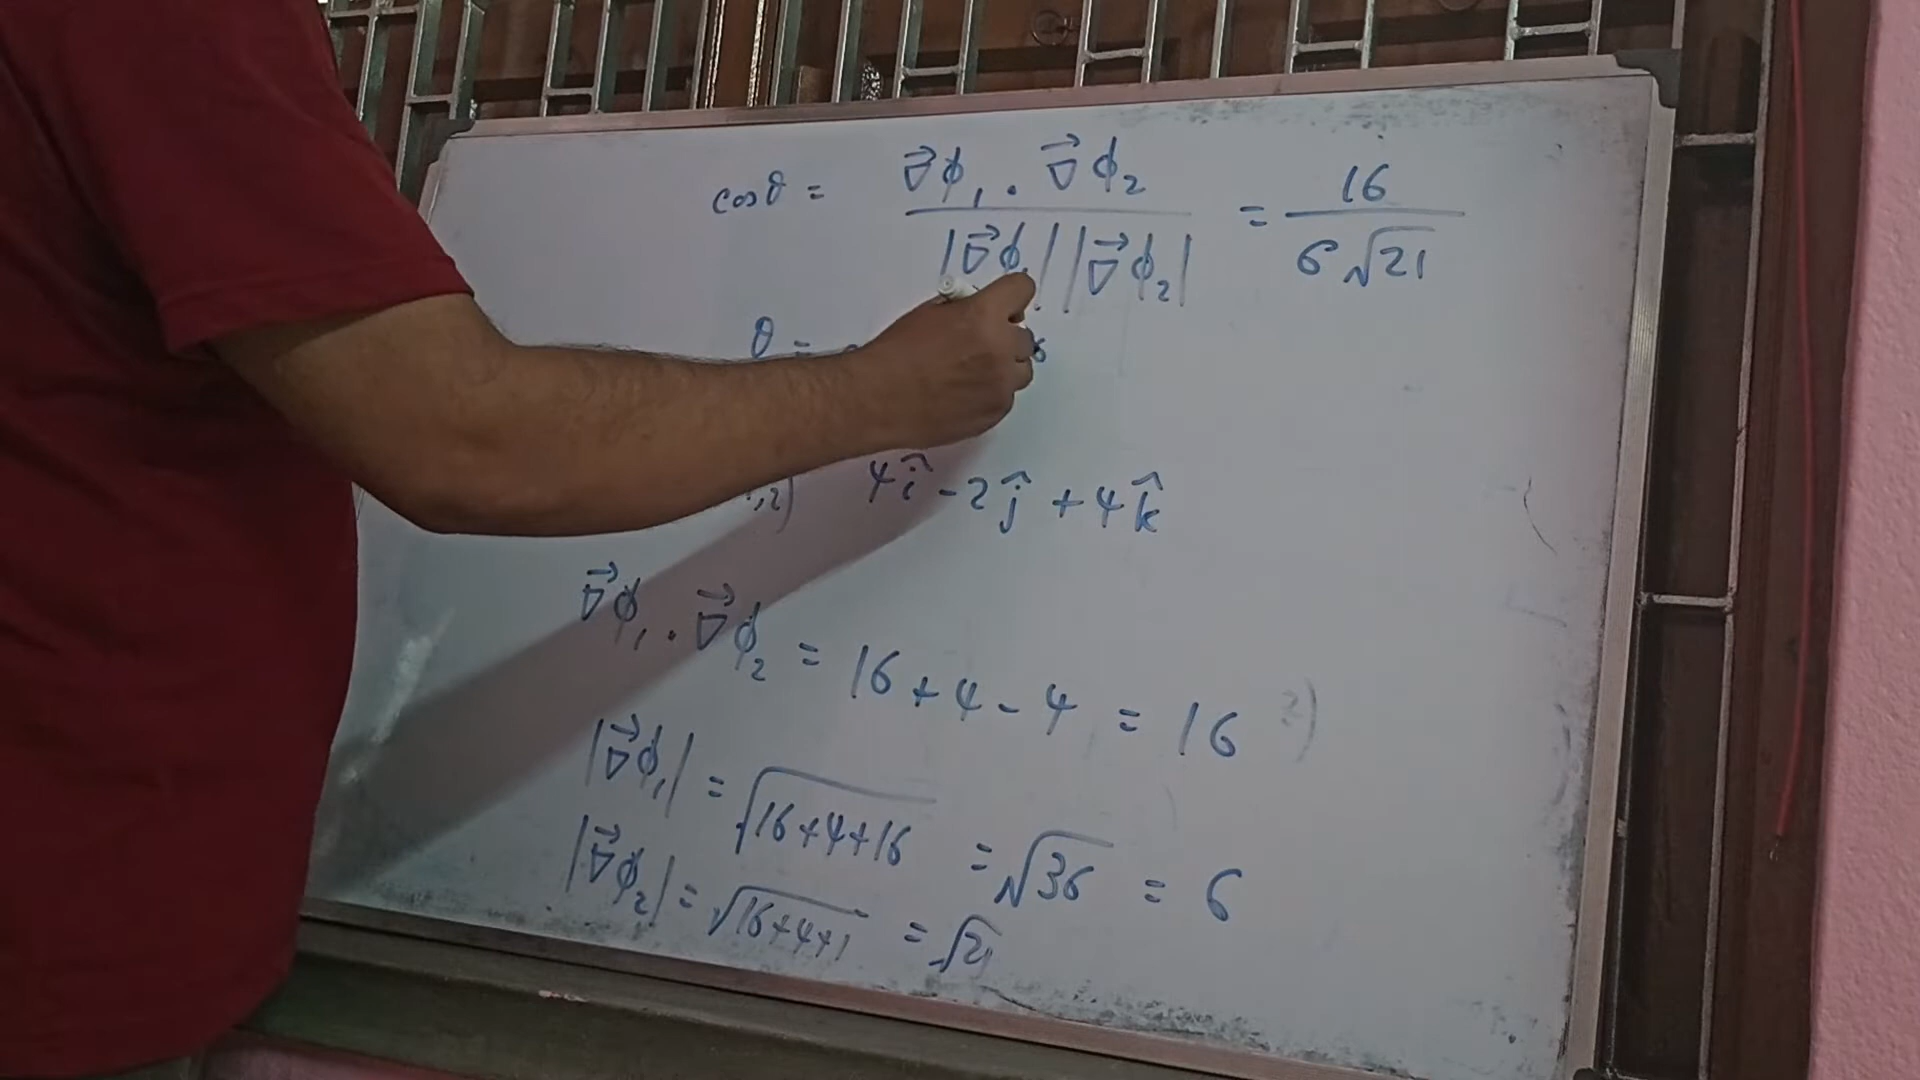 cosθ = ∇⃗ϕ₁ . ∇⃗ϕ₂ / |∇⃗ϕ₁| |∇⃗ϕ₂| = 16 / 6√21
θ =
,2) 4î - 2ĵ + 4k̂
∇⃗ϕ₁ . ∇⃗ϕ₂ = 16 + 4 - 4 = 16
|∇⃗ϕ₁| = √16+4+16 = √36 = 6
|∇⃗ϕ₂| = √16+4+1 = √21